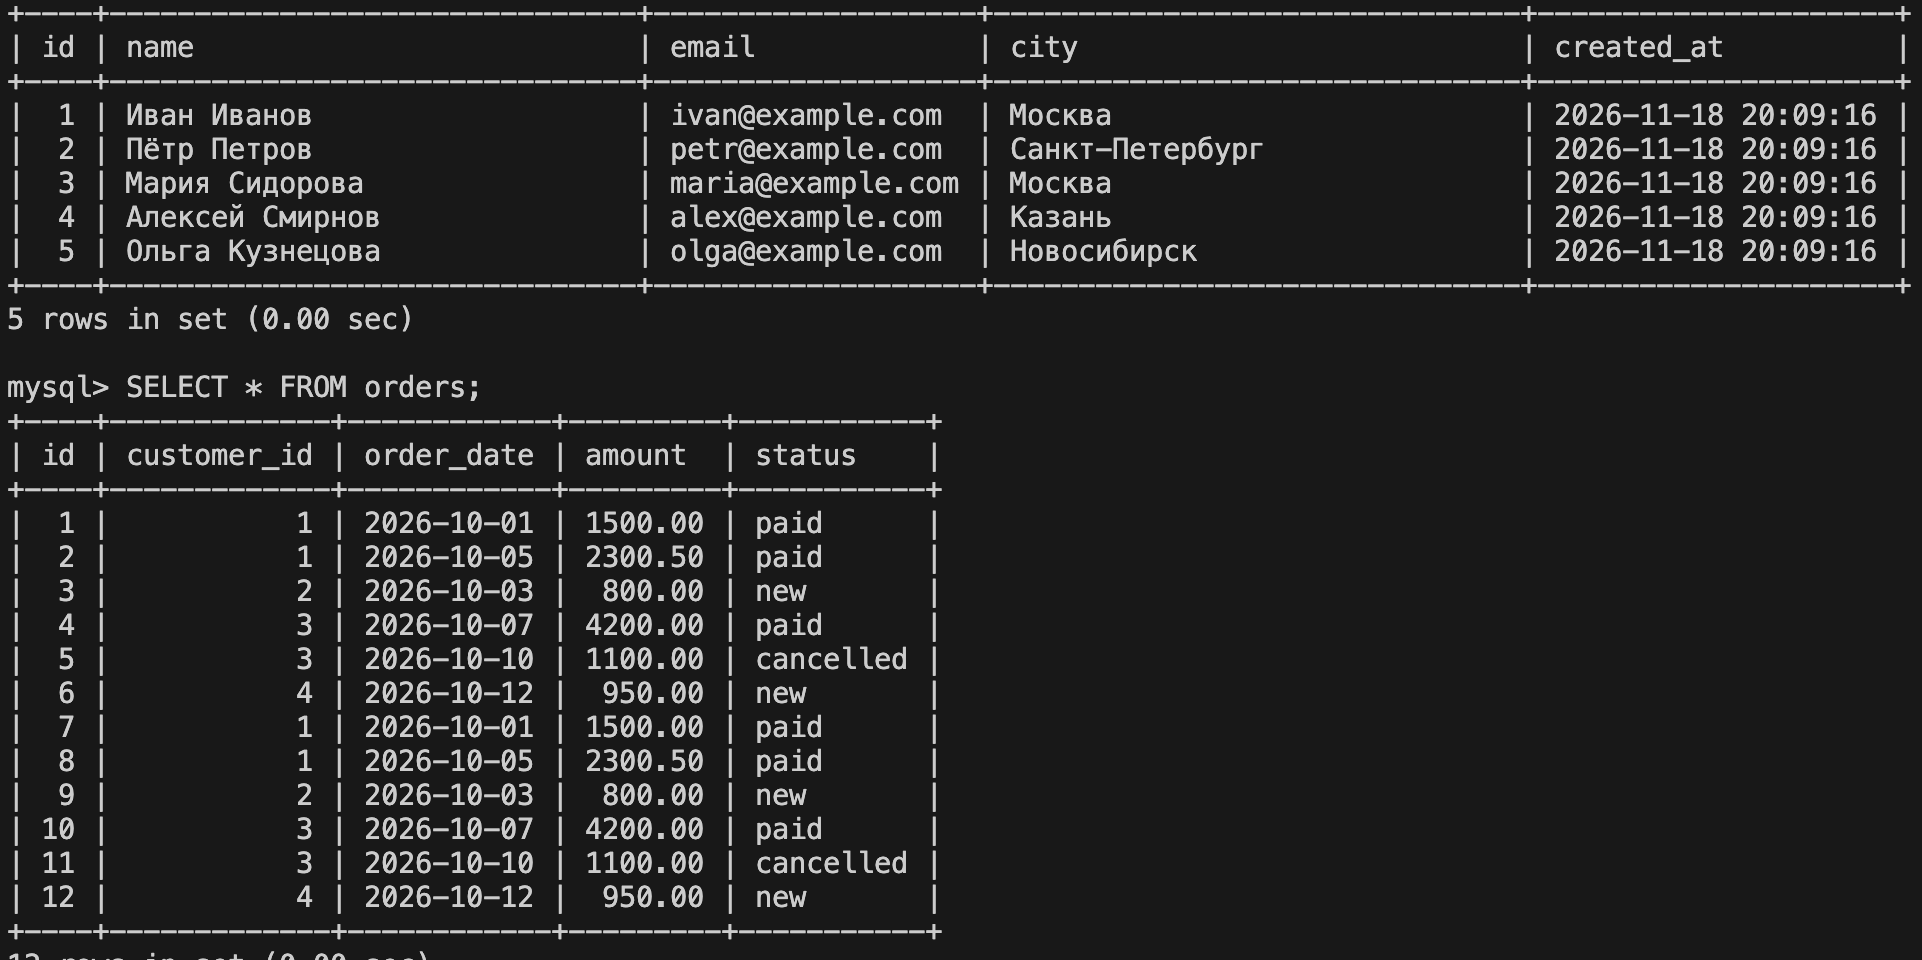 +----+-------------------------------+-------------------+-------------------------------+---------------------+
| id | name                          | email             | city                          | created_at          |
+----+-------------------------------+-------------------+-------------------------------+---------------------+
|  1 | Иван Иванов                   | ivan@example.com  | Москва                        | 2026-11-18 20:09:16 |
|  2 | Пётр Петров                   | petr@example.com  | Санкт-Петербург               | 2026-11-18 20:09:16 |
|  3 | Мария Сидорова                | maria@example.com | Москва                        | 2026-11-18 20:09:16 |
|  4 | Алексей Смирнов               | alex@example.com  | Казань                        | 2026-11-18 20:09:16 |
|  5 | Ольга Кузнецова               | olga@example.com  | Новосибирск                   | 2026-11-18 20:09:16 |
+----+-------------------------------+-------------------+-------------------------------+---------------------+
5 rows in set (0.00 sec)

mysql> SELECT * FROM orders;
+----+-------------+------------+---------+-----------+
| id | customer_id | order_date | amount  | status    |
+----+-------------+------------+---------+-----------+
|  1 |           1 | 2026-10-01 | 1500.00 | paid      |
|  2 |           1 | 2026-10-05 | 2300.50 | paid      |
|  3 |           2 | 2026-10-03 |  800.00 | new       |
|  4 |           3 | 2026-10-07 | 4200.00 | paid      |
|  5 |           3 | 2026-10-10 | 1100.00 | cancelled |
|  6 |           4 | 2026-10-12 |  950.00 | new       |
|  7 |           1 | 2026-10-01 | 1500.00 | paid      |
|  8 |           1 | 2026-10-05 | 2300.50 | paid      |
|  9 |           2 | 2026-10-03 |  800.00 | new       |
| 10 |           3 | 2026-10-07 | 4200.00 | paid      |
| 11 |           3 | 2026-10-10 | 1100.00 | cancelled |
| 12 |           4 | 2026-10-12 |  950.00 | new       |
+----+-------------+------------+---------+-----------+
12 rows in set (0.00 sec)